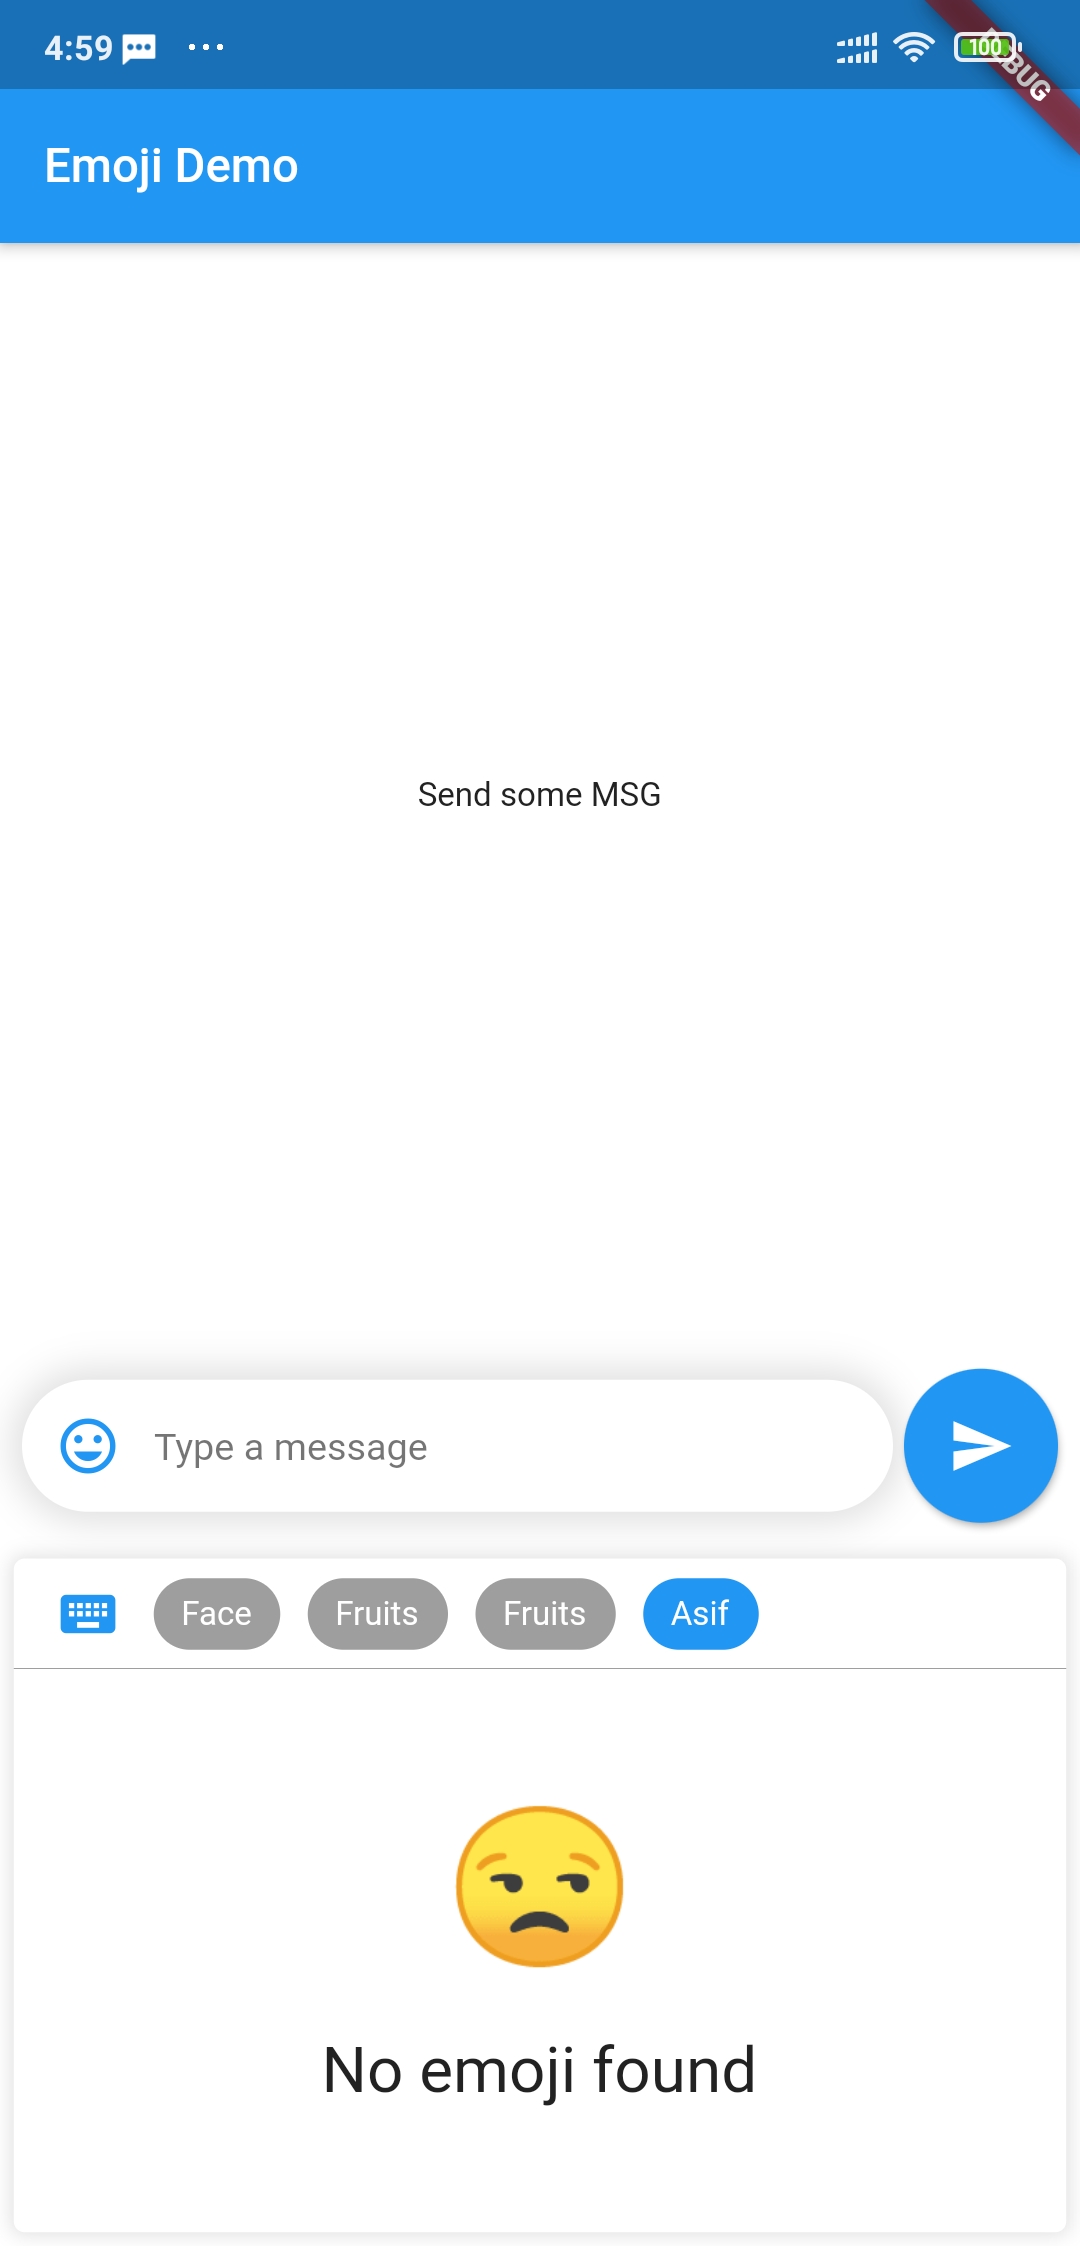 4:59
100
DEBUG
Emoji Demo
Send some MSG
Type a message
Face Fruits Fruits Asif
No emoji found